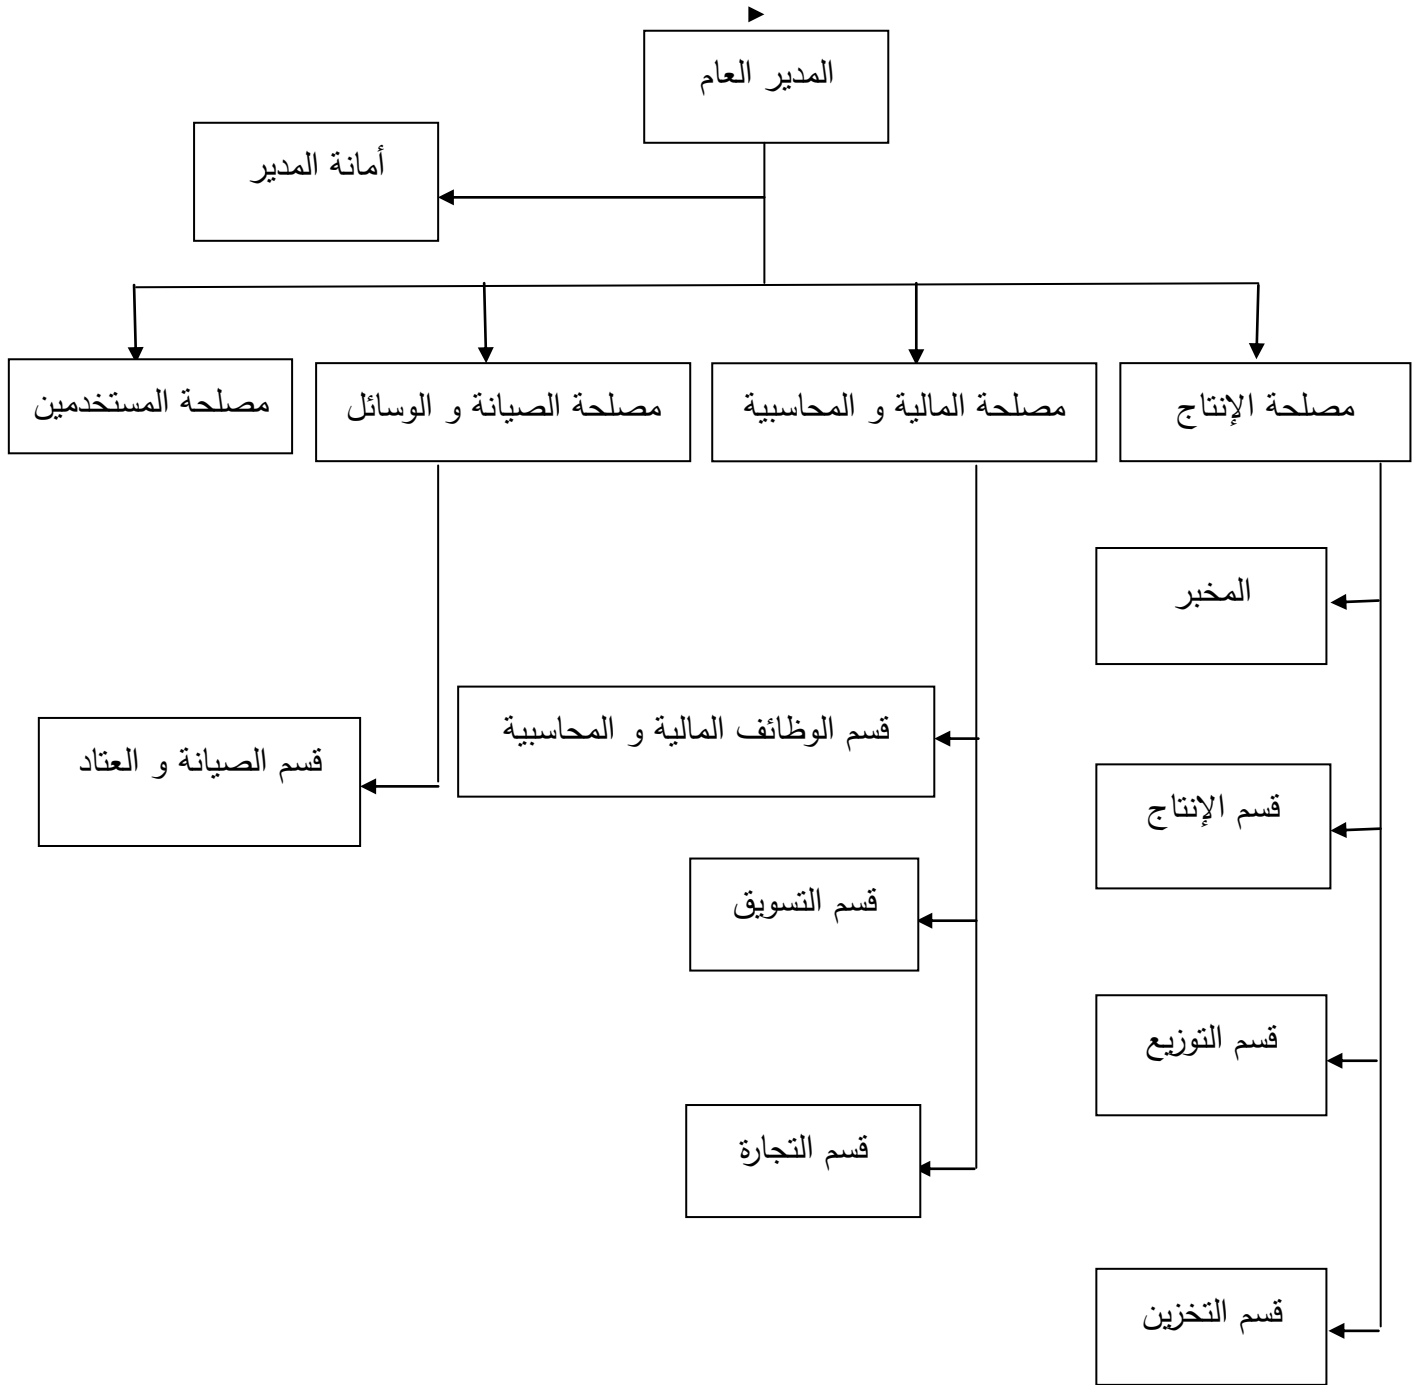 المدير العام
أمانة المدير
مصلحة الإنتاج
مصلحة المالية و المحاسبية
مصلحة الصيانة و الوسائل
مصلحة المستخدمين
المخبر
قسم الوظائف المالية و المحاسبية
قسم الصيانة و العتاد
قسم الإنتاج
قسم التسويق
قسم التوزيع
قسم التجارة
قسم التخزين